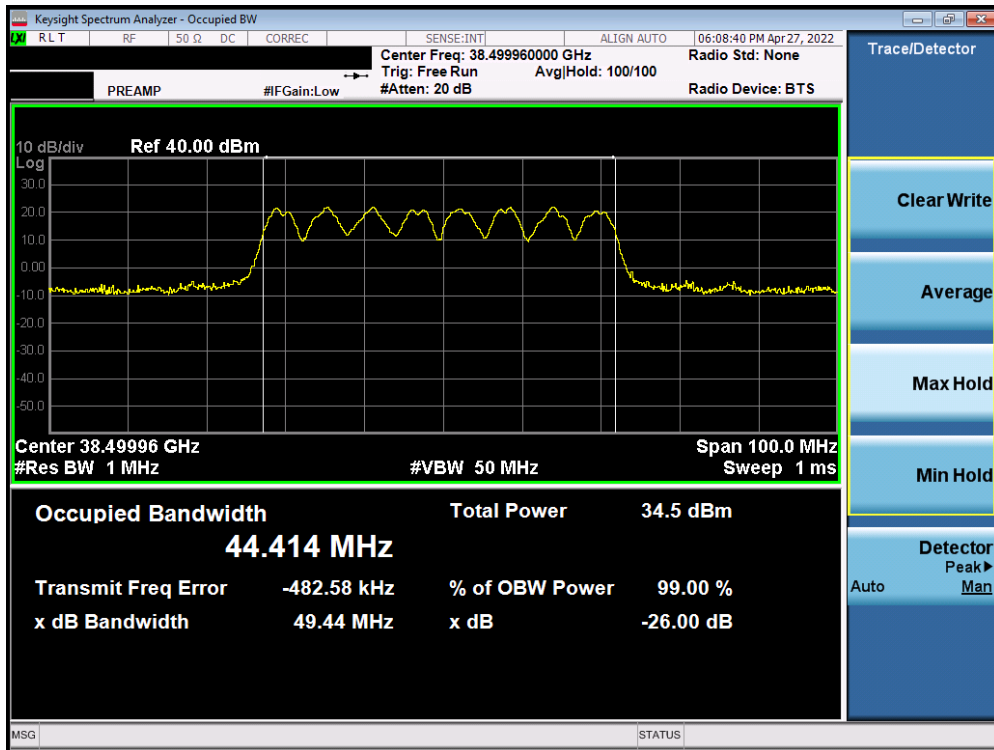 Keysight Spectrum Analyzer - Occupied BW
LXI RLT RF 50 Ω DC CORREC SENSE:INT ALIGN AUTO 06:08:40 PM Apr 27, 2022
Center Freq: 38.499960000 GHz Radio Std: None
Trig: Free Run Avg|Hold: 100/100
PREAMP #IFGain:Low #Atten: 20 dB Radio Device: BTS
10 dB/div Ref 40.00 dBm
Log
30.0
20.0
10.0
0.00
-10.0
-20.0
-30.0
-40.0
-50.0
Center 38.49996 GHz Span 100.0 MHz
#Res BW 1 MHz #VBW 50 MHz Sweep 1 ms
Occupied Bandwidth Total Power 34.5 dBm
44.414 MHz
Transmit Freq Error -482.58 kHz % of OBW Power 99.00 %
x dB Bandwidth 49.44 MHz x dB -26.00 dB
MSG STATUS
Trace/Detector
Clear Write
Average
Max Hold
Min Hold
Detector
Peak▶
Auto Man